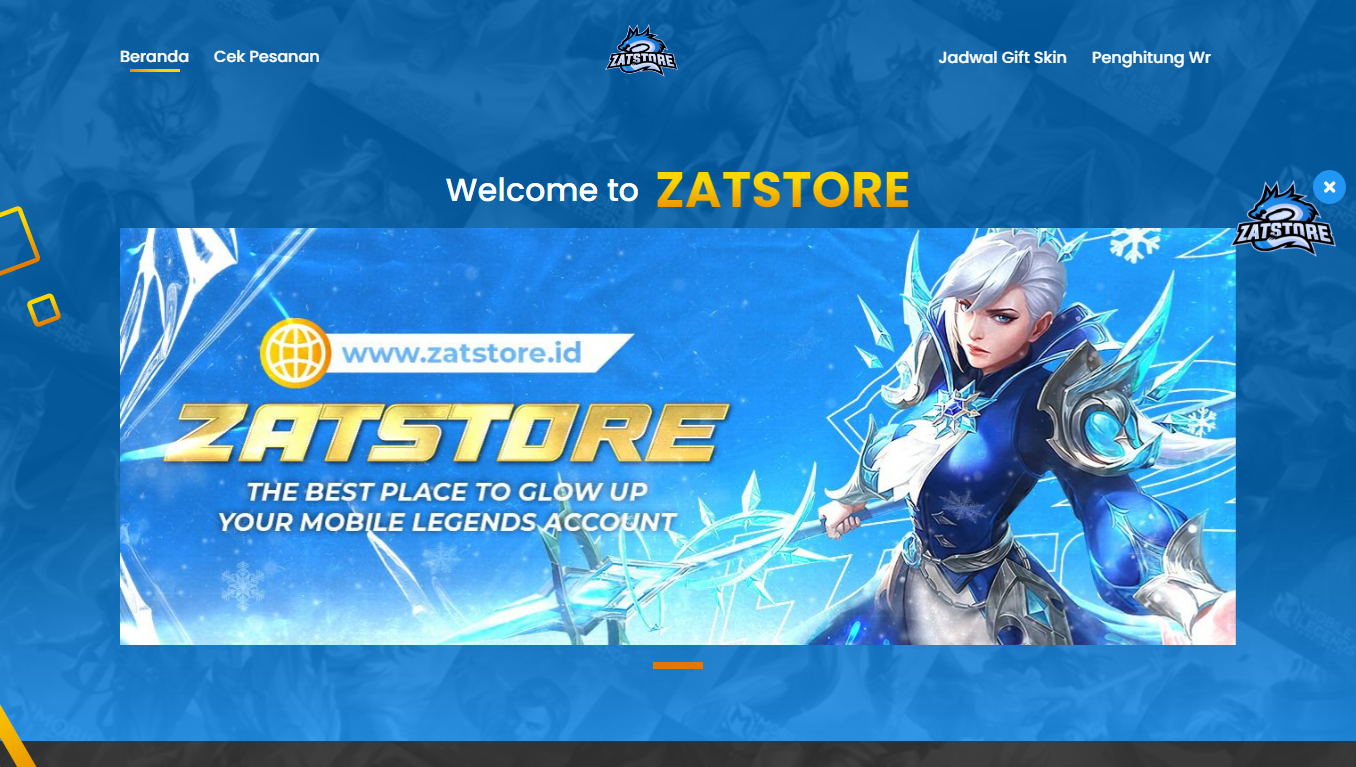 Beranda Cek Pesanan ZATSTORE Jadwal Gift Skin Penghitung Wr
Welcome to ZATSTORE
ZATSTORE
www.zatstore.id
ZATSTORE
THE BEST PLACE TO GLOW UP
YOUR MOBILE LEGENDS ACCOUNT